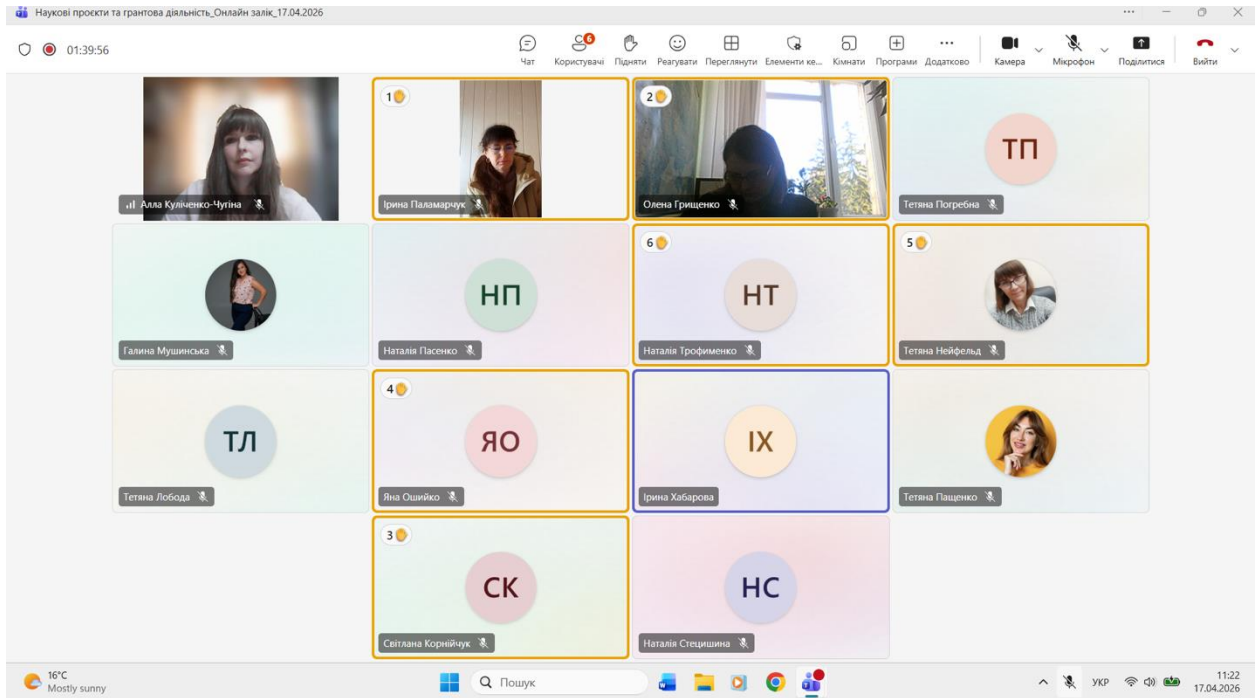 Наукові проєкти та грантова діяльність_Онлайн залік_17.04.2026
01:39:56
Чат
6
Користувачі
Підняти
Реагувати
Переглянути
Елементи ке...
Кімнати
Програми
Додатково
Камера
Мікрофон
Поділитися
Вийти
Алла Куліченко-Чугіна
1
Ірина Паламарчук
2
Олена Грищенко
ТП
Тетяна Погребна
Галина Мушинська
НП
Наталія Пасенко
6
НТ
Наталія Трофименко
5
Тетяна Нейфельд
ТЛ
Тетяна Лобода
4
ЯО
Яна Ошийко
ІХ
Ірина Хабарова
Тетяна Пащенко
3
СК
Світлана Корнійчук
НС
Наталія Стецишина
16°C
Mostly sunny
Пошук
УКР
11:22
17.04.2026